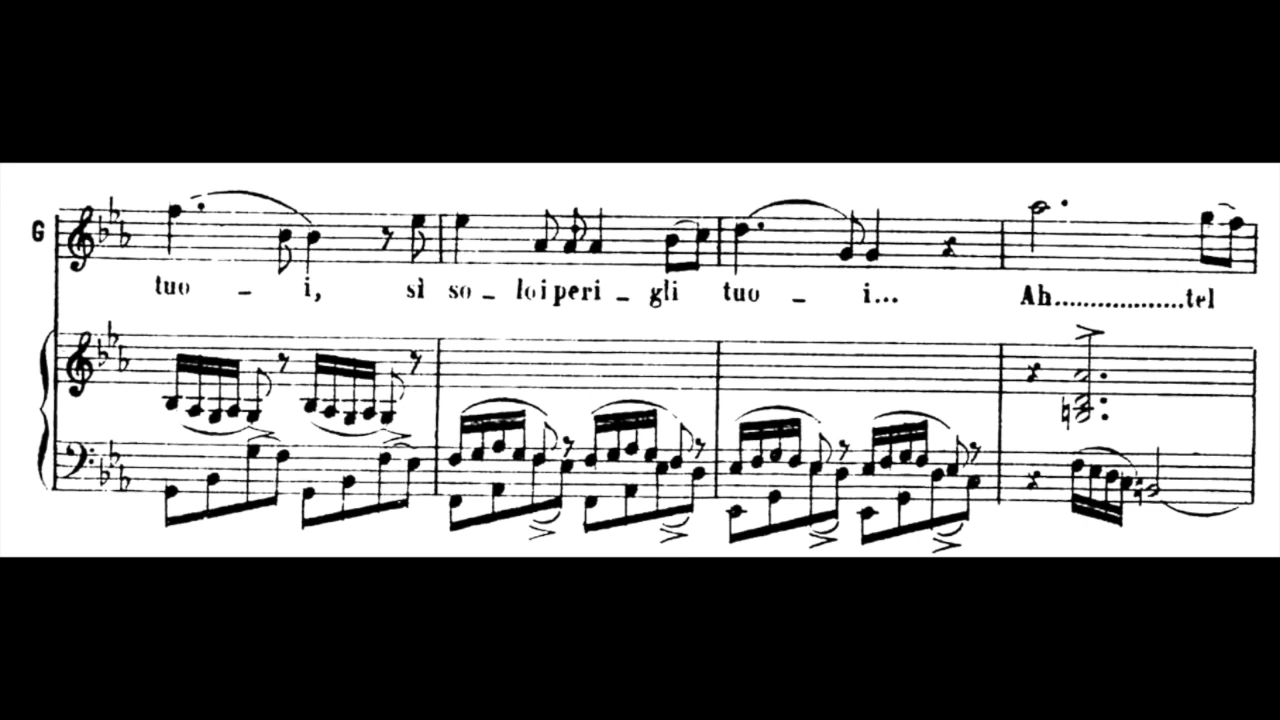 G
tuo - i, sì so - lo i peri - gli tuo - i... Ah..................tel